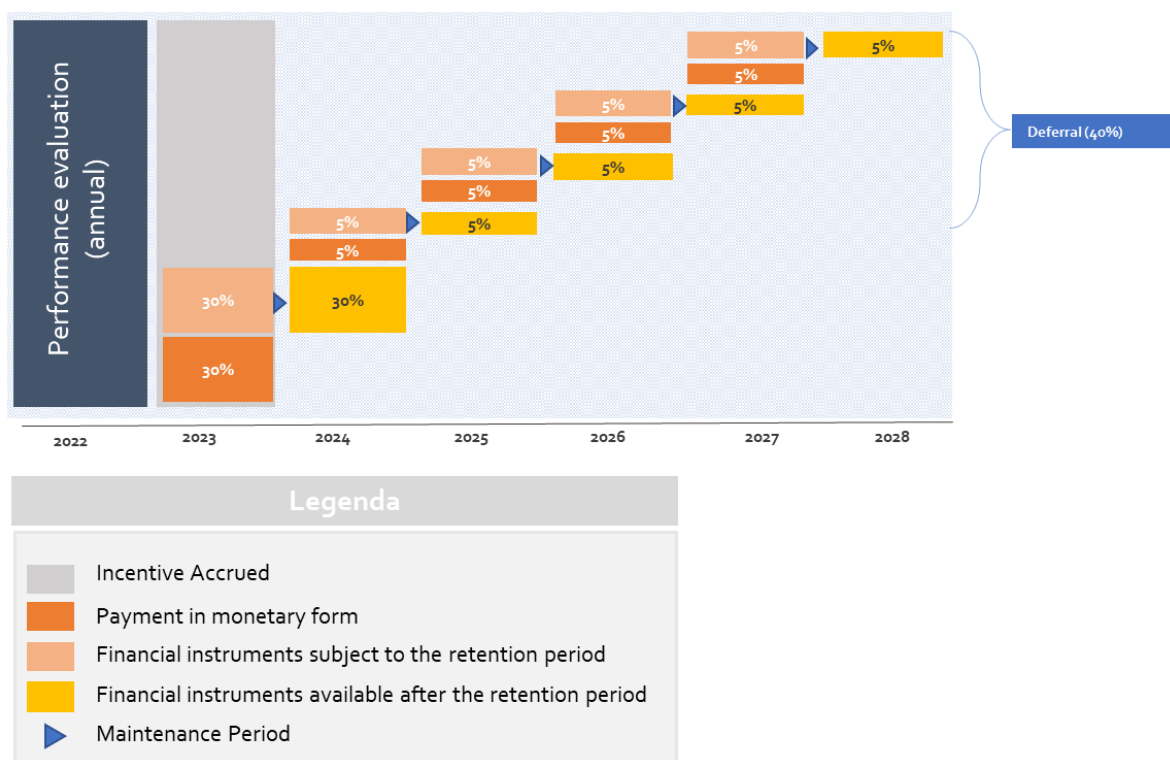 Performance evaluation
(annual)
5%
5%
5%
5%
5%
5%
5%
5%
5%
5%
5%
5%
30%
30%
30%
Deferral (40%)
2022
2023
2024
2025
2026
2027
2028
Legenda
Incentive Accrued
Payment in monetary form
Financial instruments subject to the retention period
Financial instruments available after the retention period
Maintenance Period